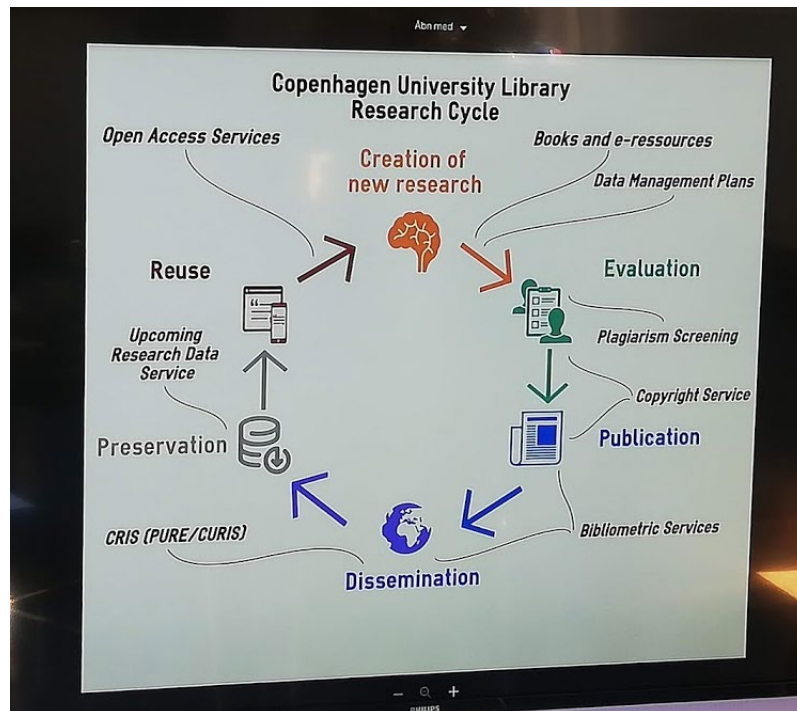 Åbn med
Copenhagen University Library
Research Cycle
Open Access Services
Books and e-ressources
Creation of
new research
Data Management Plans
Reuse
Evaluation
Upcoming
Research Data
Service
Plagiarism Screening
Copyright Service
Preservation
Publication
CRIS (PURE/CURIS)
Bibliometric Services
Dissemination
PHILIPS